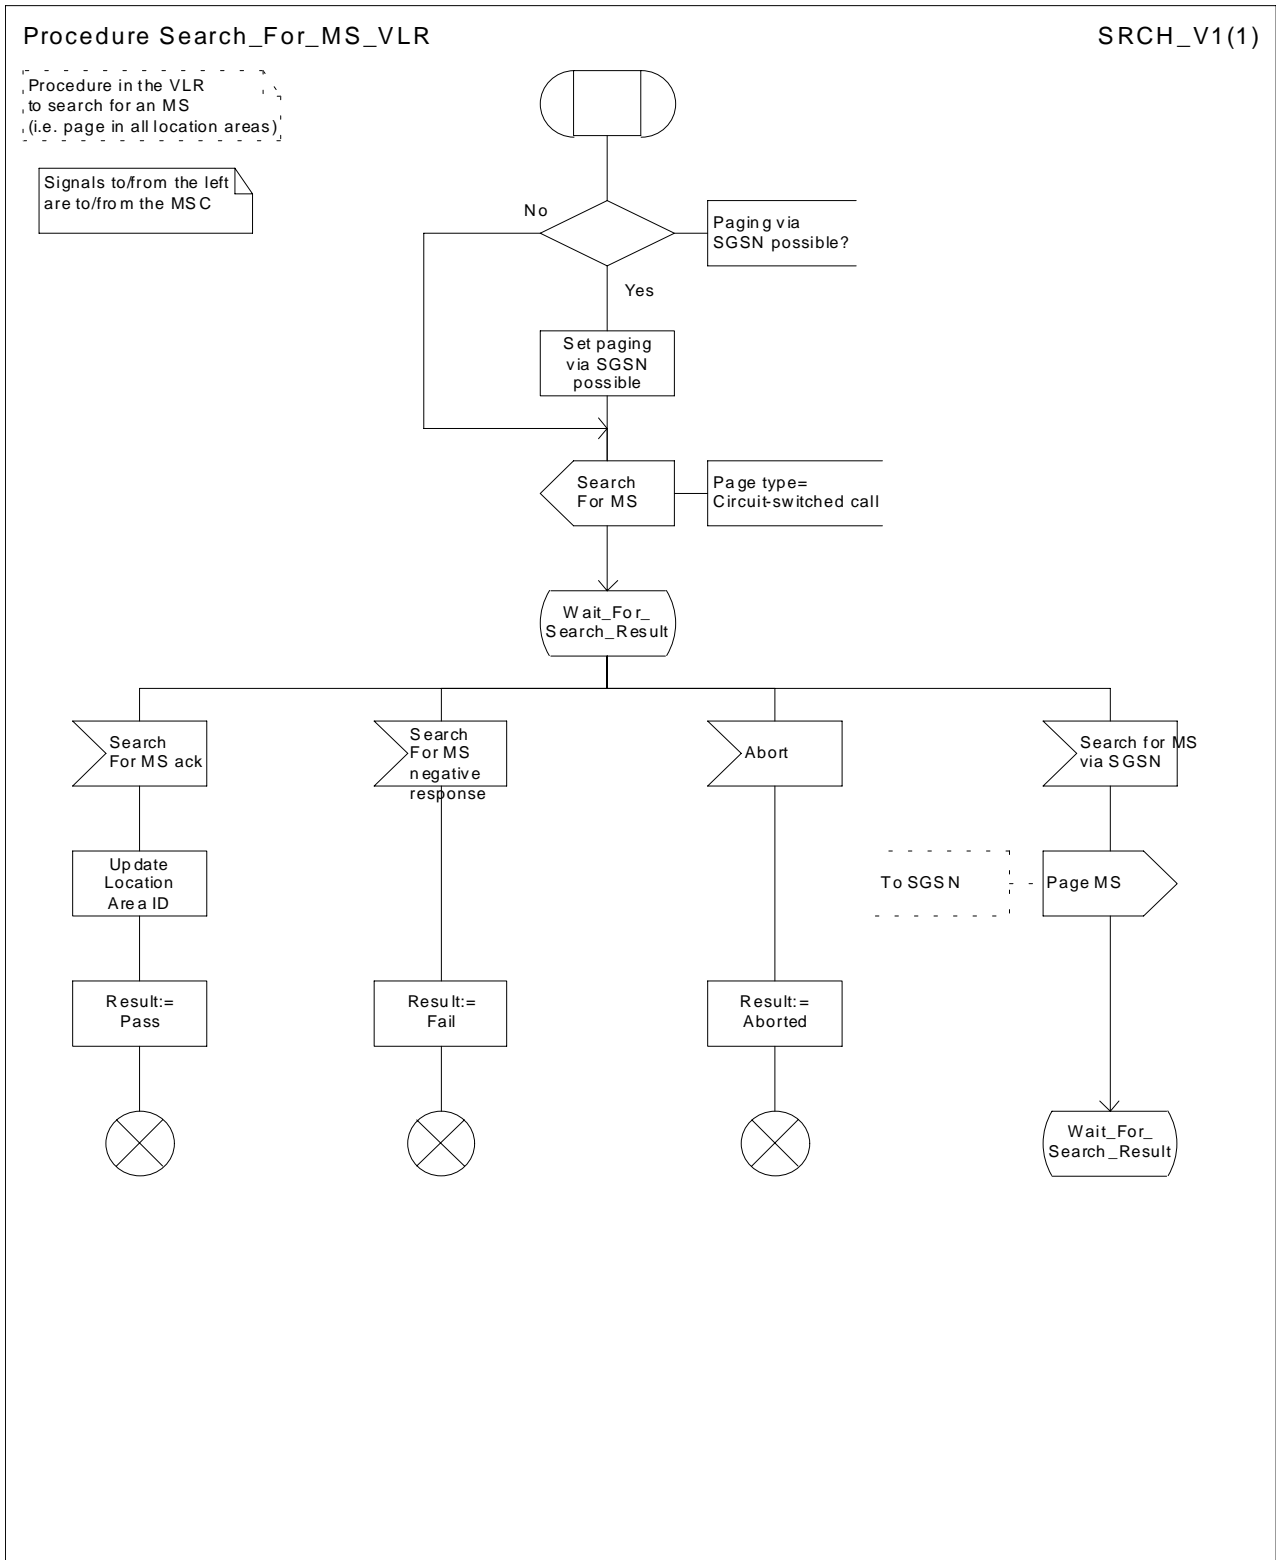 Procedure Search_For_MS_VLR
SRCH_V1(1)
Procedure in the VLR
to search for an MS
(i.e. page in all location areas)
Signals to/from the left
are to/from the MSC
No
Paging via
SGSN possible?
Yes
Set paging
via SGSN
possible
Search
For MS
Page type=
Circuit-switched call
Wait_For_
Search_Result
Search
For MS ack
Search
For MS
negative
response
Abort
Search for MS
via SGSN
Update
Location
Area ID
To SGSN
Page MS
Result:=
Pass
Result:=
Fail
Result:=
Aborted
Wait_For_
Search_Result